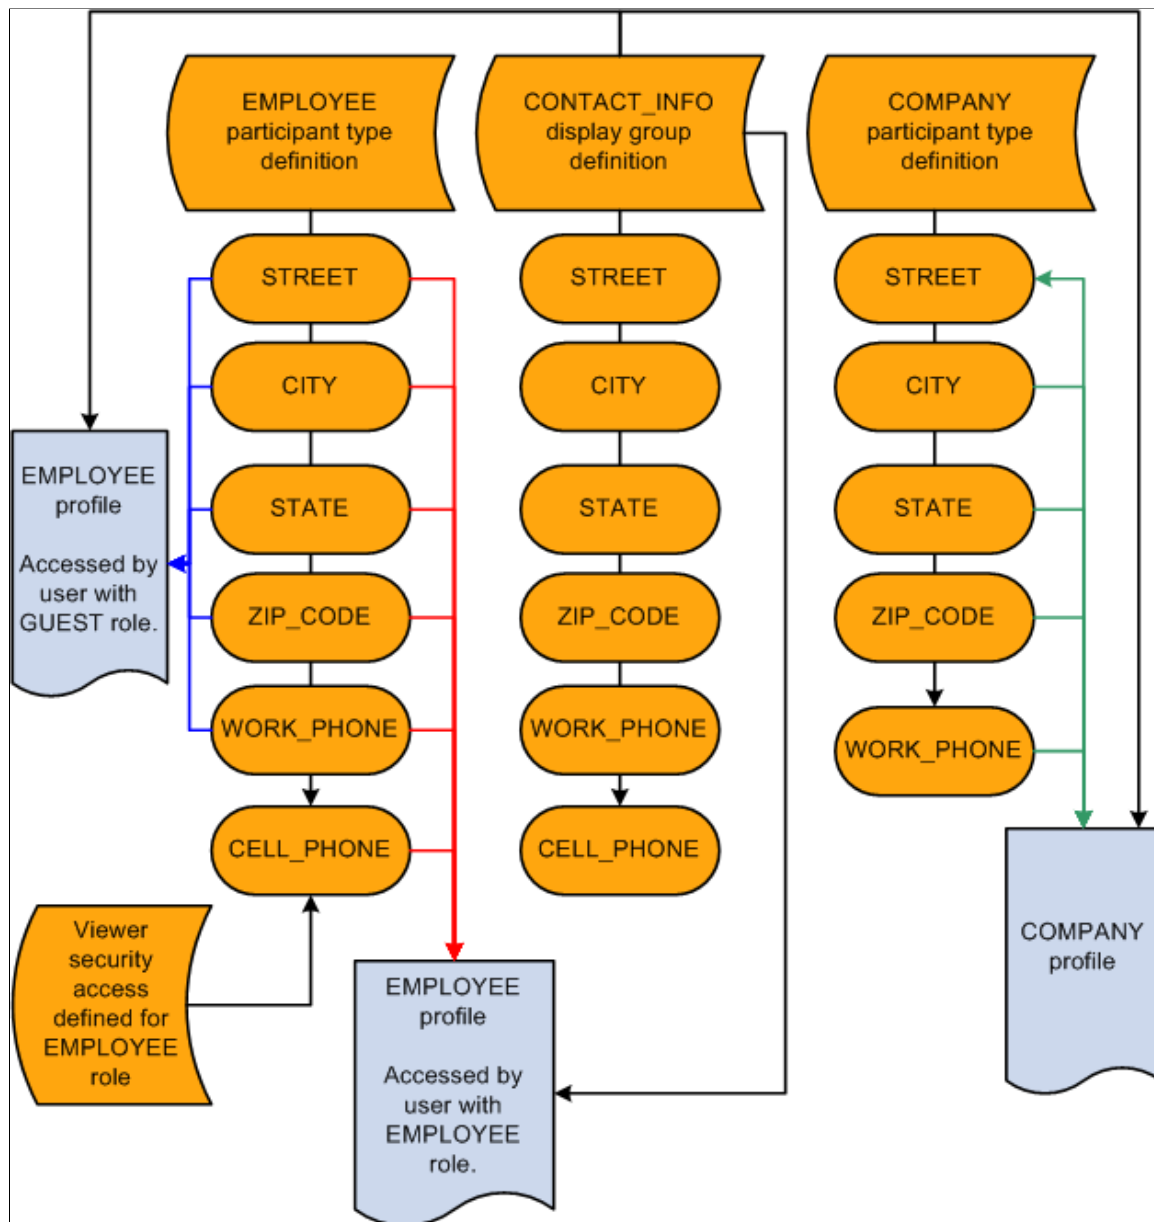 EMPLOYEE
participant type
definition
CONTACT_INFO
display group
definition
COMPANY
participant type
definition
STREET
STREET
STREET
CITY
CITY
CITY
EMPLOYEE
profile
Accessed by
user with
GUEST role.
STATE
STATE
STATE
ZIP_CODE
ZIP_CODE
ZIP_CODE
WORK_PHONE
WORK_PHONE
WORK_PHONE
CELL_PHONE
CELL_PHONE
Viewer
security
access
defined for
EMPLOYEE
role
EMPLOYEE
profile
Accessed by
user with
EMPLOYEE
role.
COMPANY
profile